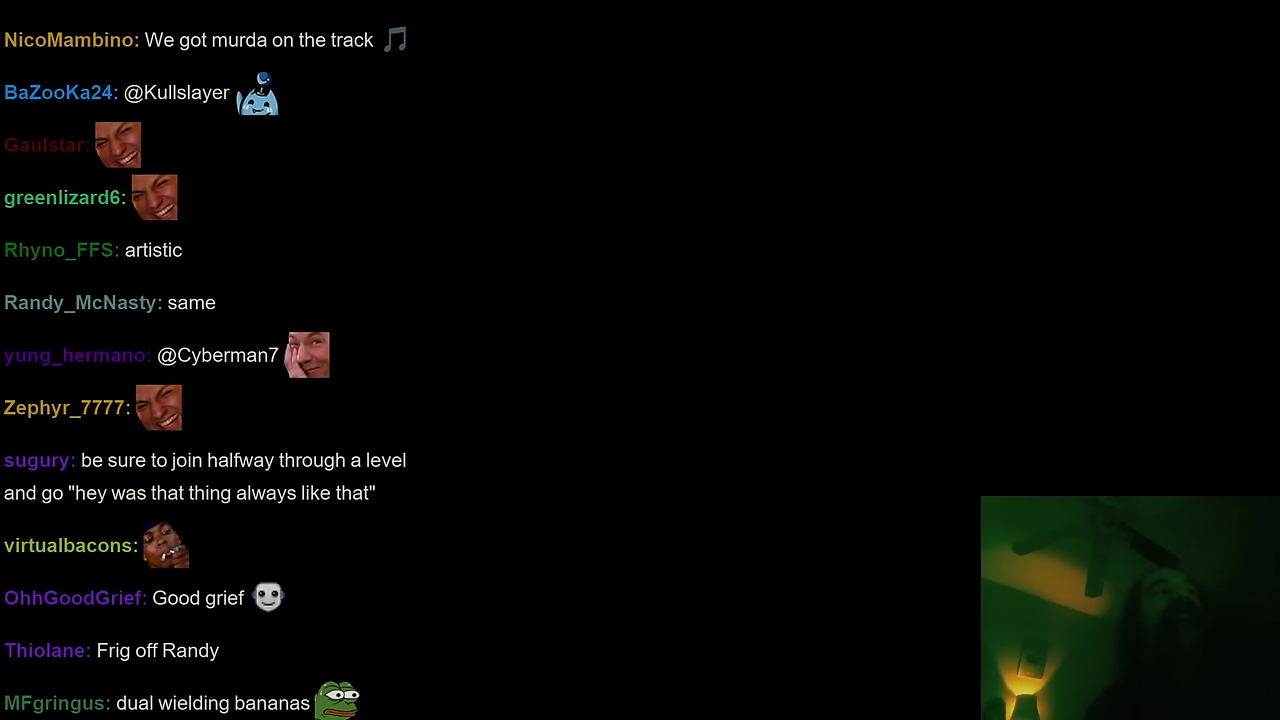 NicoMambino: We got murda on the track
BaZooKa24: @Kullslayer
Gaulstar:
greenlizard6:
Rhyno_FFS: artistic
Randy_McNasty: same
yung_hermano: @Cyberman7
Zephyr_7777:
sugury: be sure to join halfway through a level
and go "hey was that thing always like that"
virtualbacons:
OhhGoodGrief: Good grief
Thiolane: Frig off Randy
MFgringus: dual wielding bananas